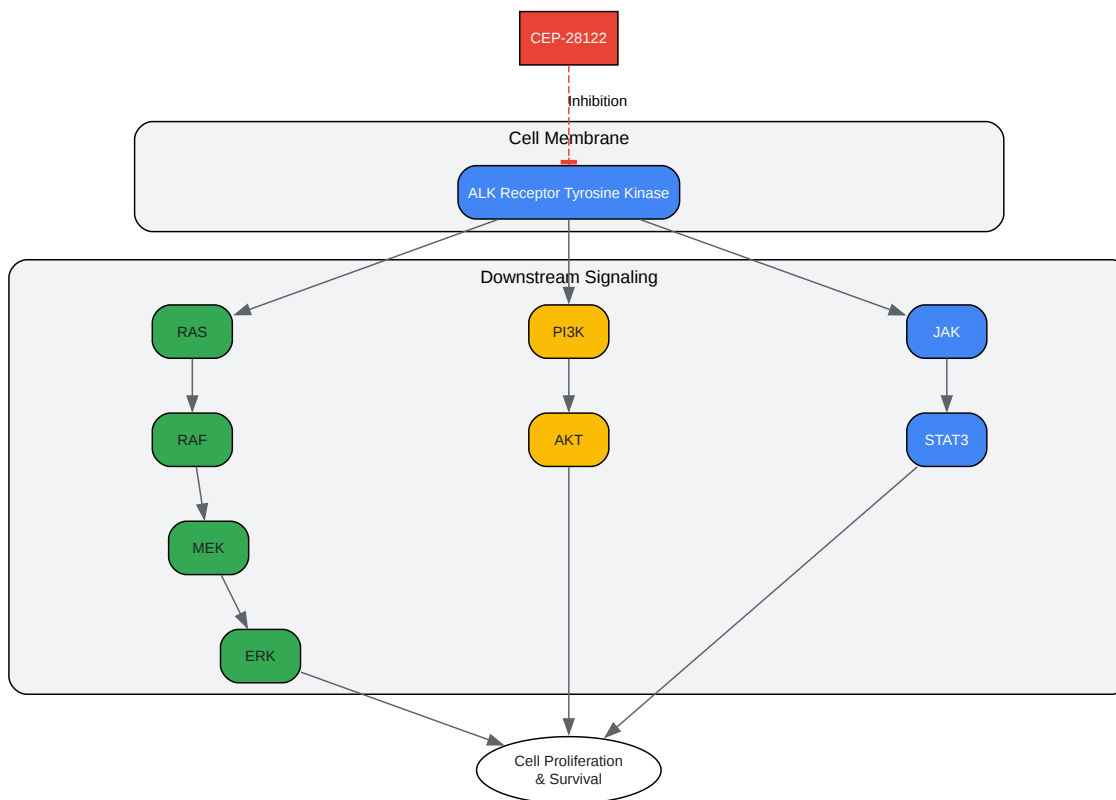 CEP-28122
Inhibition
Cell Membrane
ALK Receptor Tyrosine Kinase
Downstream Signaling
RAS
PI3K
JAK
RAF
AKT
STAT3
MEK
ERK
Cell Proliferation
& Survival